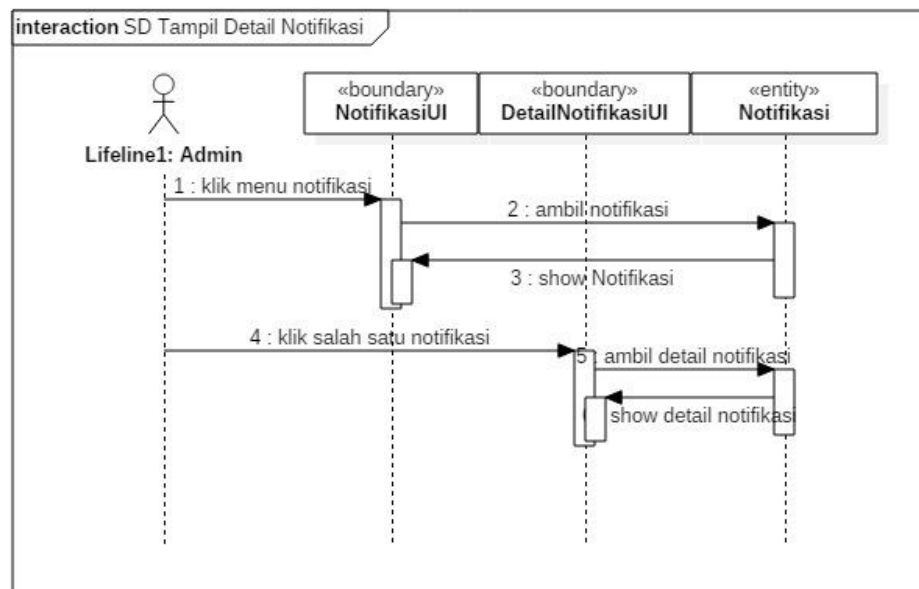 interaction SD Tampil Detail Notifikasi
«boundary»
NotifikasiUI
«boundary»
DetailNotifikasiUI
«entity»
Notifikasi
Lifeline1: Admin
1 : klik menu notifikasi
2 : ambil notifikasi
3 : show Notifikasi
4 : klik salah satu notifikasi
5 : ambil detail notifikasi
show detail notifikasi